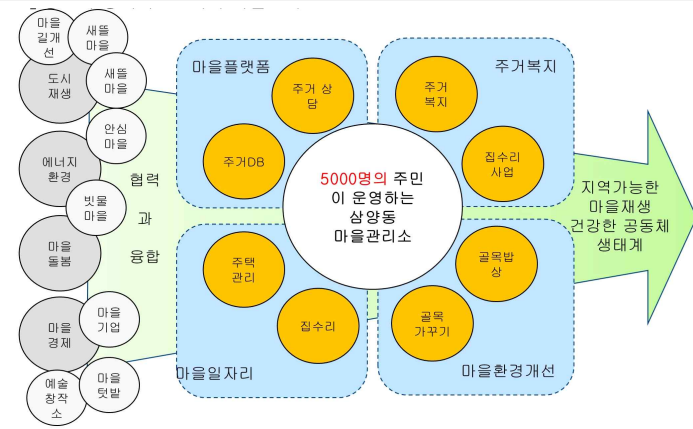 마을
길개
선
새뜰
마을
도시
재생
새뜰
마을
안심
마을
에너지
환경
빗물
마을
마을
돌봄
마을
경제
마을
기업
예술
창작
소
마을
텃밭
협력
과
융합
마을플랫폼
주거 상
담
주거DB
주거복지
주거
복지
집수리
사업
5000명의 주민
이 운영하는
삼양동
마을관리소
주택
관리
집수리
마을일자리
골목밥
상
골목
가꾸기
마을환경개선
지역가능한
마을재생
건강한 공동체
생태계